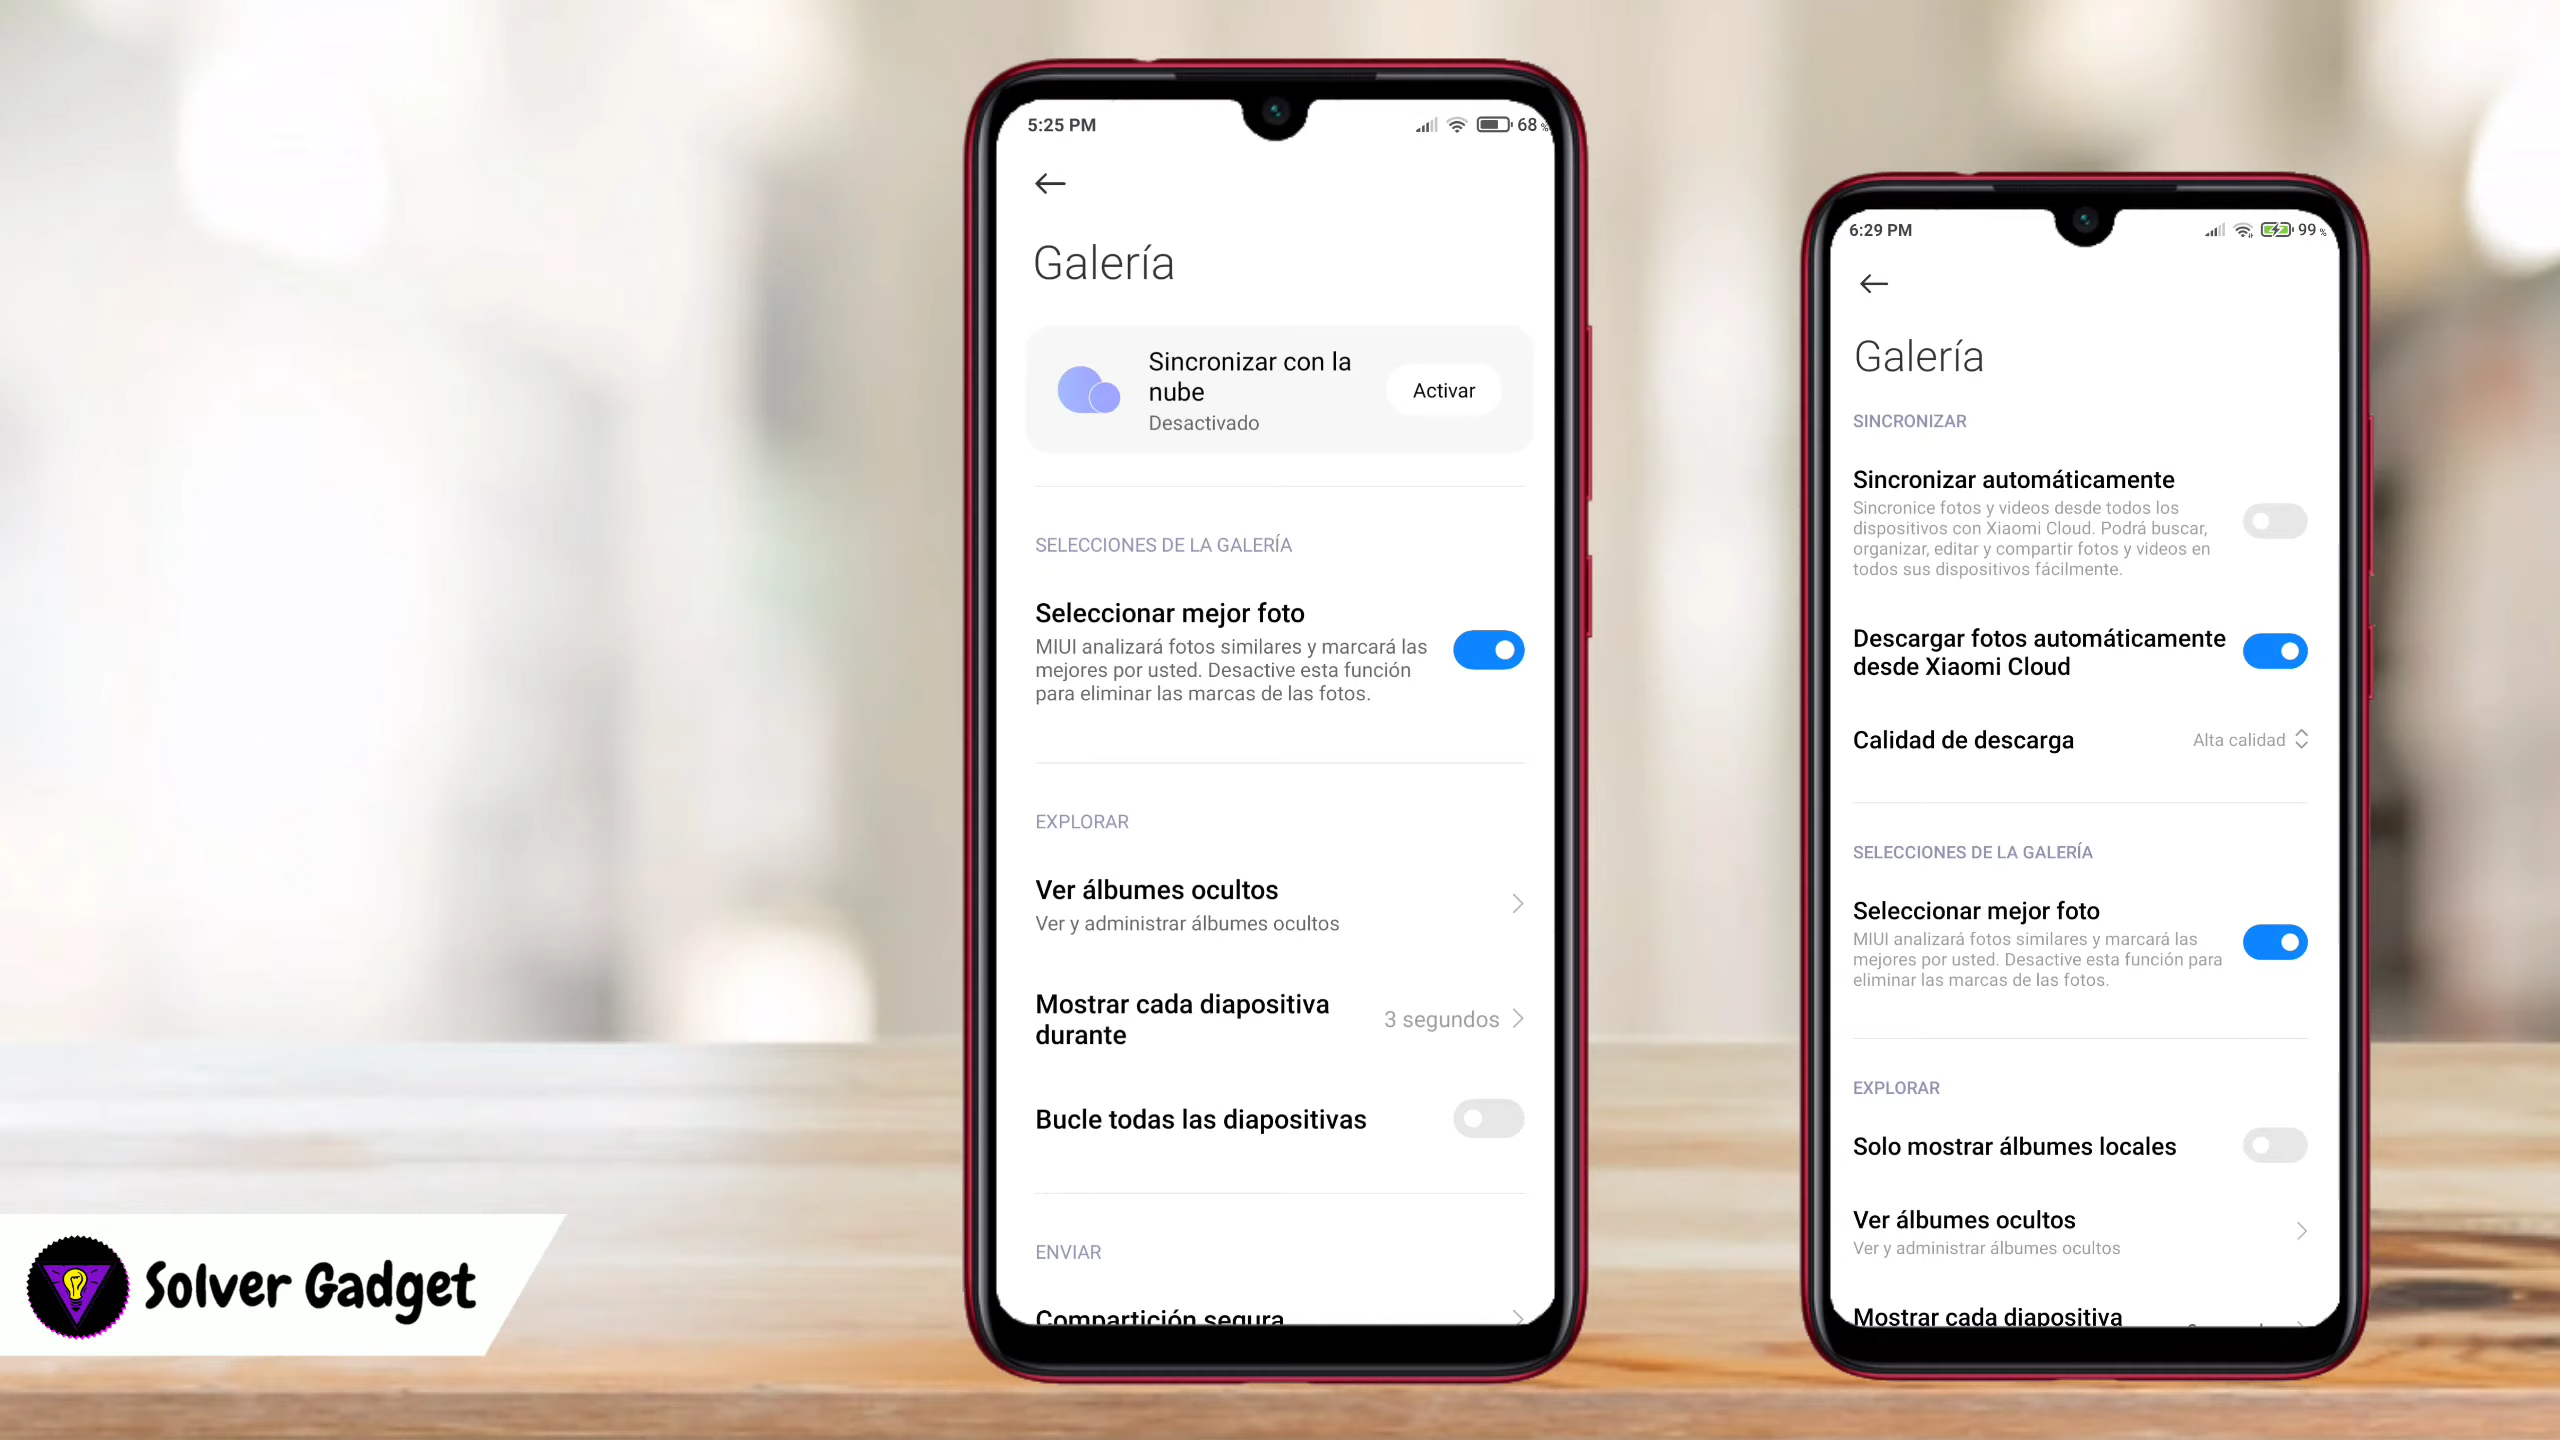 5:25 PM
68
Galería
Sincronizar con la
nube
Desactivado
Activar
SELECCIONES DE LA GALERÍA
Seleccionar mejor foto
MIUI analizará fotos similares y marcará las
mejores por usted. Desactive esta función
para eliminar las marcas de las fotos.
EXPLORAR
Ver álbumes ocultos
Ver y administrar álbumes ocultos
Mostrar cada diapositiva
durante
3 segundos
Bucle todas las diapositivas
ENVIAR
Compartición segura
6:29 PM
99 %
Galería
SINCRONIZAR
Sincronizar automáticamente
Sincronice fotos y videos desde todos los
dispositivos con Xiaomi Cloud. Podrá buscar,
organizar, editar y compartir fotos y videos en
todos sus dispositivos fácilmente.
Descargar fotos automáticamente
desde Xiaomi Cloud
Calidad de descarga
Alta calidad
SELECCIONES DE LA GALERÍA
Seleccionar mejor foto
MIUI analizará fotos similares y marcará las
mejores por usted. Desactive esta función para
eliminar las marcas de las fotos.
EXPLORAR
Solo mostrar álbumes locales
Ver álbumes ocultos
Ver y administrar álbumes ocultos
Mostrar cada diapositiva
Solver Gadget